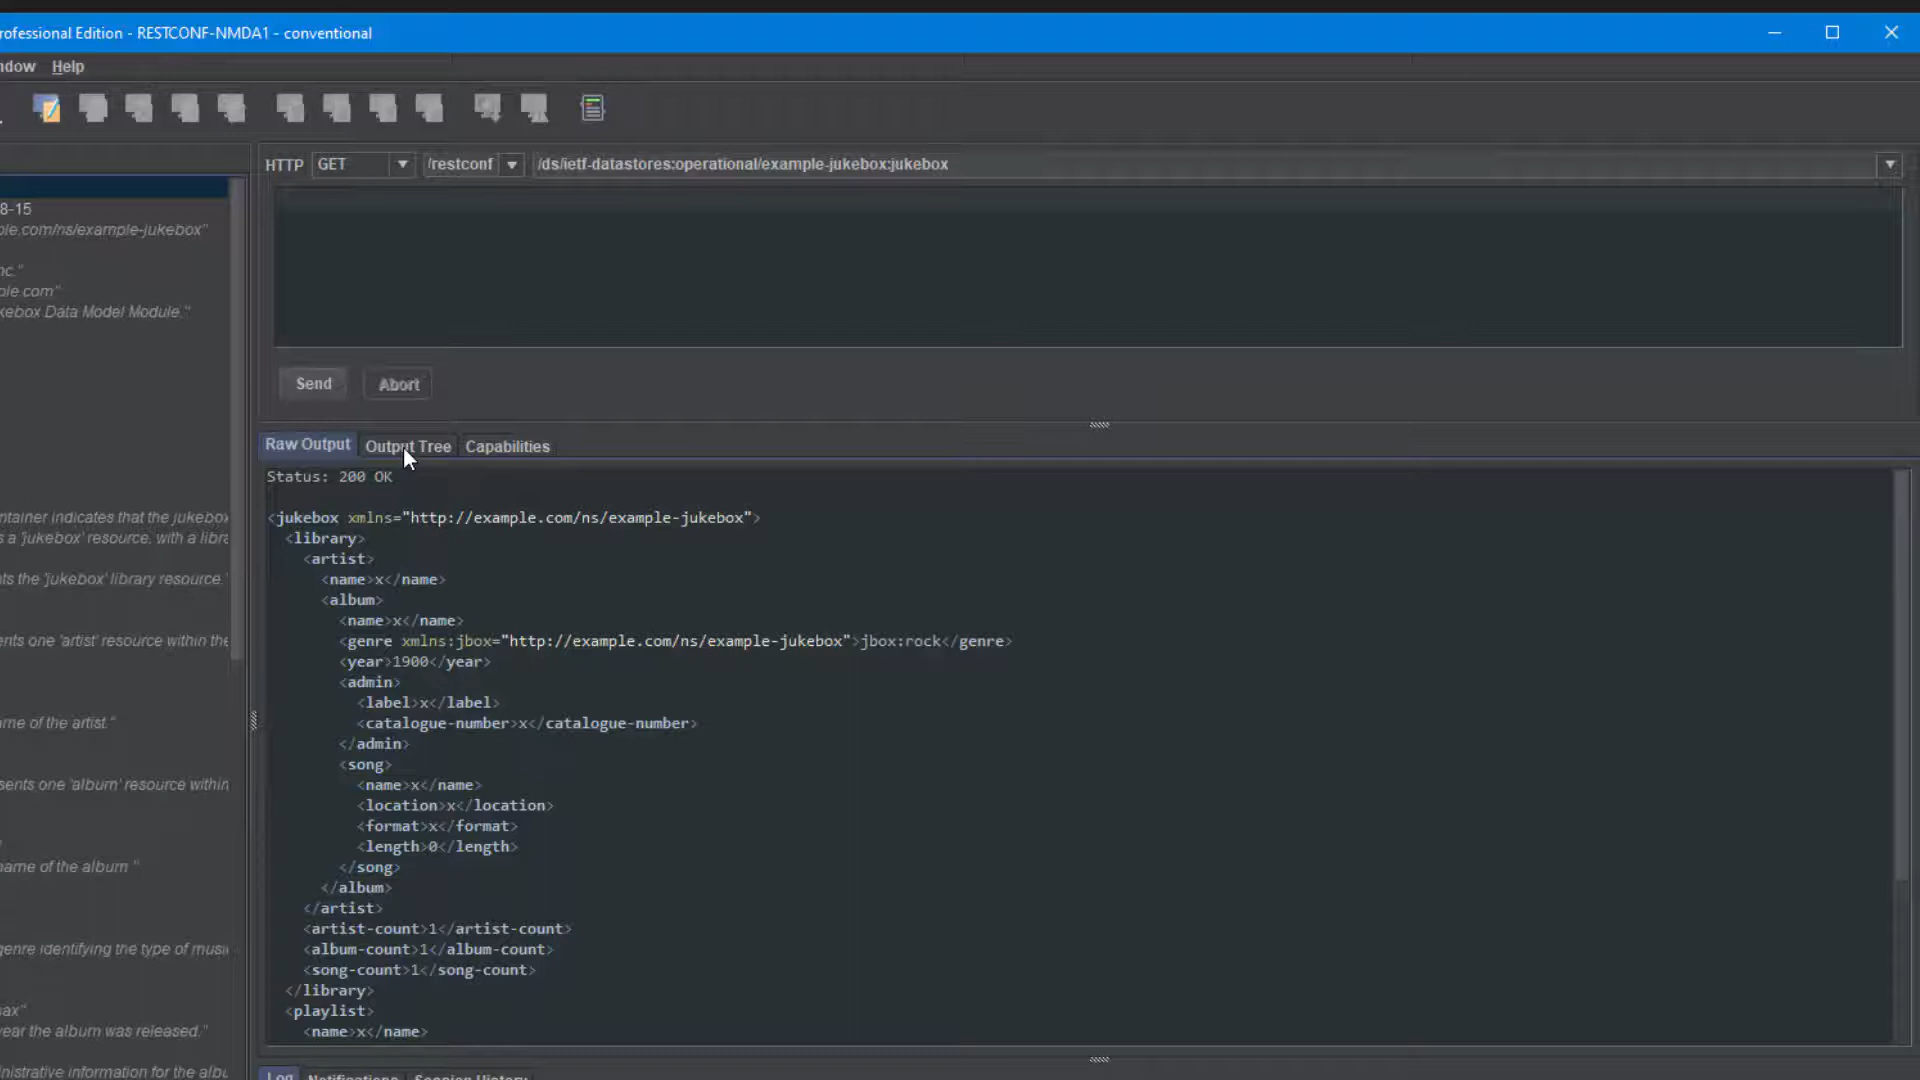 rofessional Edition - RESTCONF-NMDA1 - conventional
ndow Help
HTTP GET /restconf /ds/ietf-datastores:operational/example-jukebox:jukebox
8-15
ple.com/ns/example-jukebox"
nc."
ple.com"
kebox Data Model Module."
Send Abort
Raw Output Output Tree Capabilities
Status: 200 OK
<jukebox xmlns="http://example.com/ns/example-jukebox">
<library>
<artist>
<name>x</name>
<album>
<name>x</name>
<genre xmlns:jbox="http://example.com/ns/example-jukebox">jbox:rock</genre>
<year>1900</year>
<admin>
<label>x</label>
<catalogue-number>x</catalogue-number>
</admin>
<song>
<name>x</name>
<location>x</location>
<format>x</format>
<length>0</length>
</song>
</album>
</artist>
<artist-count>1</artist-count>
<album-count>1</album-count>
<song-count>1</song-count>
</library>
<playlist>
<name>x</name>
ntainer indicates that the jukebox
s a 'jukebox' resource, with a libra
nts the 'jukebox' library resource."
ents one 'artist' resource within the
ame of the artist."
sents one 'album' resource within
name of the album "
genre identifying the type of musi
ax"
year the album was released."
nistrative information for the albu
Log Notifications Session History